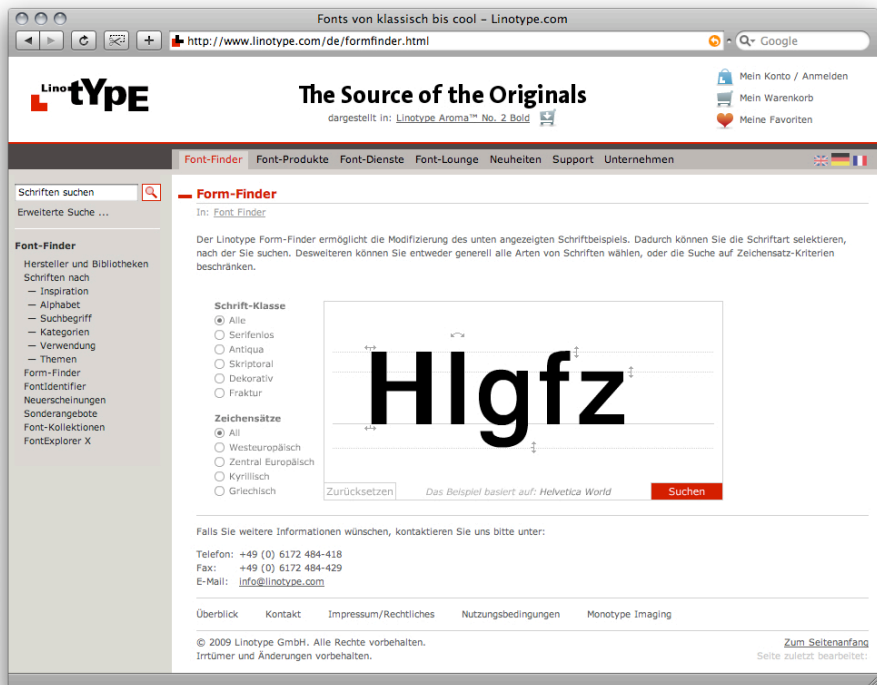 Fonts von klassisch bis cool – Linotype.com
http://www.linotype.com/de/formfinder.html
Google
Linotype
The Source of the Originals
dargestellt in: Linotype Aroma™ No. 2 Bold
Mein Konto / Anmelden
Mein Warenkorb
Meine Favoriten
Font-Finder Font-Produkte Font-Dienste Font-Lounge Neuheiten Support Unternehmen
Schriften suchen
Erweiterte Suche ...
Font-Finder
Hersteller und Bibliotheken
Schriften nach
— Inspiration
— Alphabet
— Suchbegriff
— Kategorien
— Verwendung
— Themen
Form-Finder
FontIdentifier
Neuerscheinungen
Sonderangebote
Font-Kollektionen
FontExplorer X
Form-Finder
In: Font Finder
Der Linotype Form-Finder ermöglicht die Modifizierung des unten angezeigten Schriftbeispiels. Dadurch können Sie die Schriftart selektieren,
nach der Sie suchen. Desweiteren können Sie entweder generell alle Arten von Schriften wählen, oder die Suche auf Zeichensatz-Kriterien
beschränken.
Schrift-Klasse
Alle
Serifenlos
Antiqua
Skriptoral
Dekorativ
Fraktur
Zeichensätze
All
Westeuropäisch
Zentral Europäisch
Kyrillisch
Griechisch
Hlgfz
Zurücksetzen
Das Beispiel basiert auf: Helvetica World
Suchen
Falls Sie weitere Informationen wünschen, kontaktieren Sie uns bitte unter:
Telefon: +49 (0) 6172 484-418
Fax: +49 (0) 6172 484-429
E-Mail: info@linotype.com
Überblick Kontakt Impressum/Rechtliches Nutzungsbedingungen Monotype Imaging
© 2009 Linotype GmbH. Alle Rechte vorbehalten.
Irrtümer und Änderungen vorbehalten.
Zum Seitenanfang
Seite zuletzt bearbeitet: